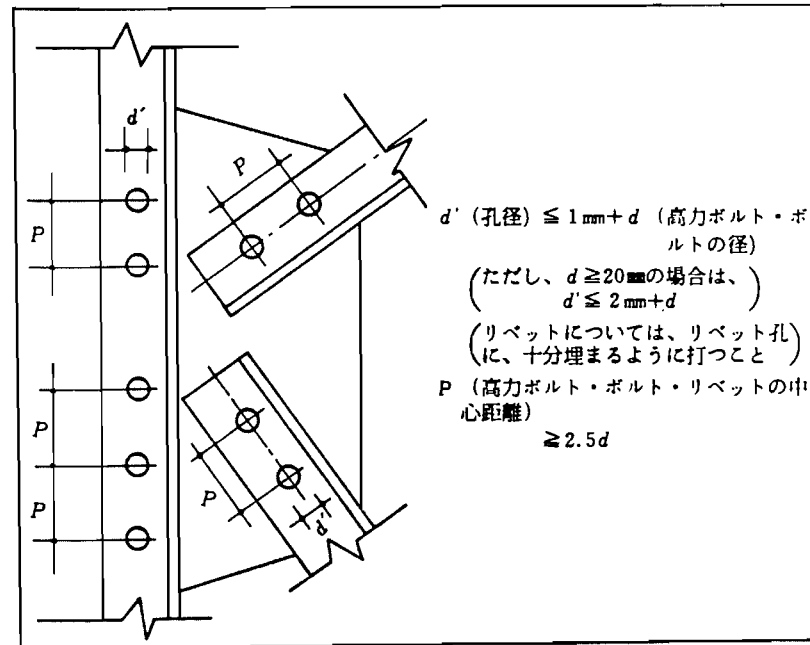 d′
P
P
P
P
P
d′
d' (孔径) ≦ 1mm+d (高力ボルト・ボ
ルトの径)
(ただし、d≧20mmの場合は、
d'≦ 2mm+d)
(リベットについては、リベット孔
に、十分埋まるように打つこと)
P (高力ボルト・ボルト・リベットの中
心距離)
≧2.5d